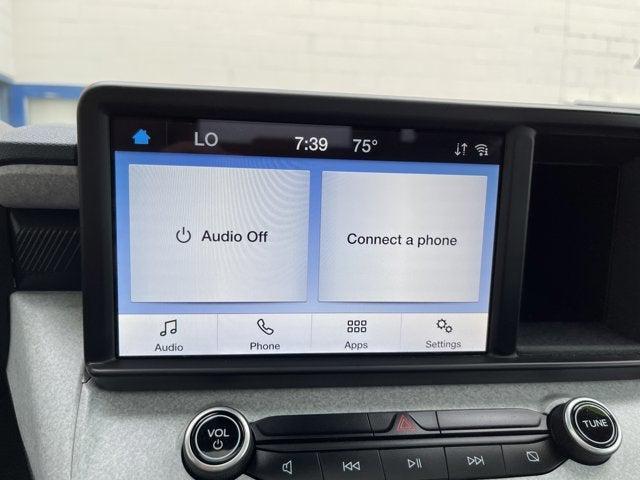 LO 7:39 75°
Audio Off Connect a phone
Audio Phone Apps Settings
VOL TUNE